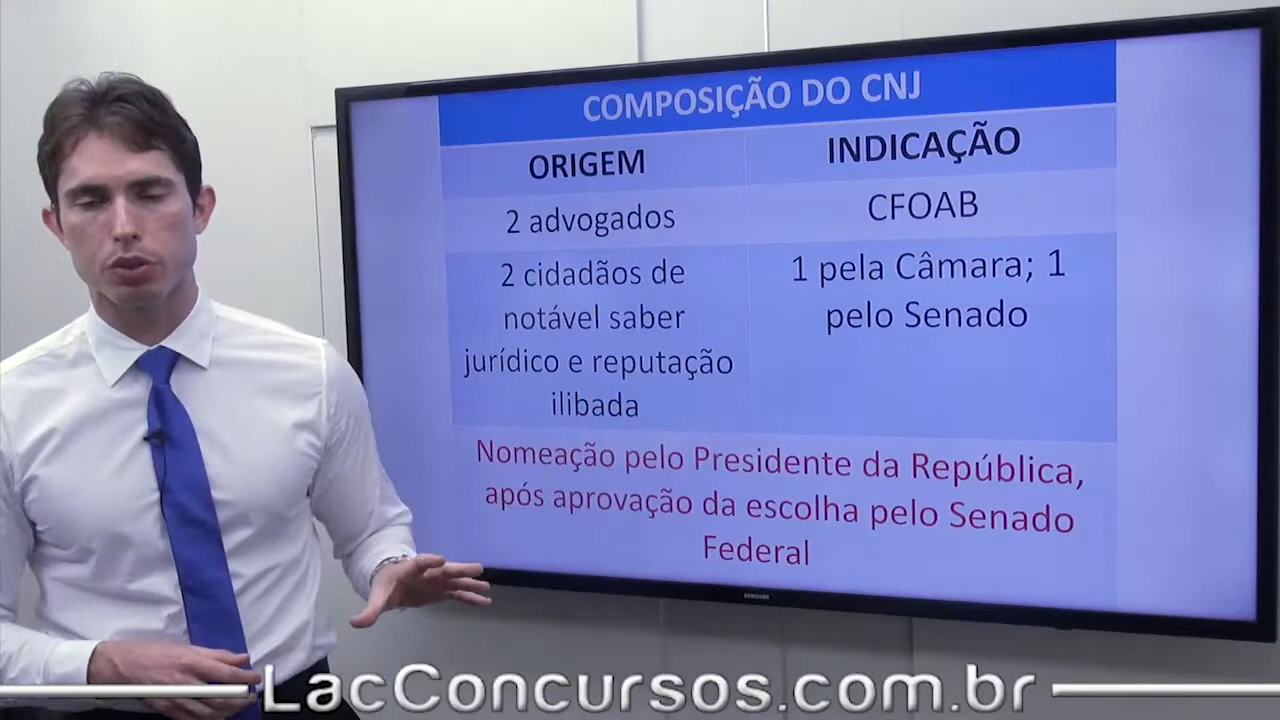 COMPOSIÇÃO DO CNJ
ORIGEM
INDICAÇÃO
2 advogados
CFOAB
2 cidadãos de
notável saber
jurídico e reputação
ilibada
1 pela Câmara; 1
pelo Senado
Nomeação pelo Presidente da República,
após aprovação da escolha pelo Senado
Federal
SAMSUNG
LacConcursos.com.br